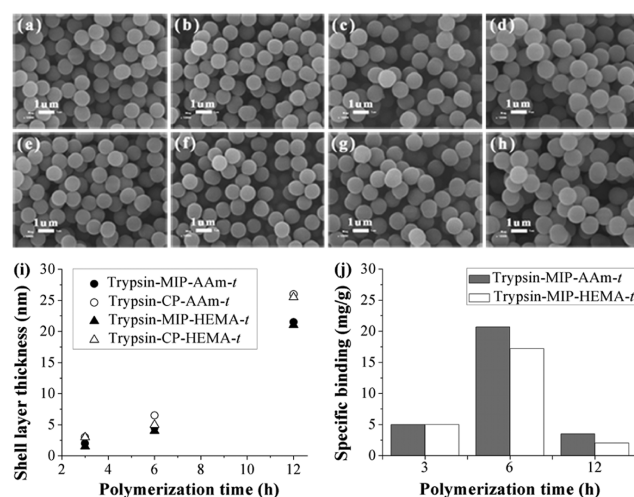 (a) (b) (c) (d)
1um 1um 1um 1um
(e) (f) (g) (h)
1um 1um 1um 1um
(i)
Shell layer thickness (nm)
30
25
20
15
10
5
0
Trypsin-MIP-AAm-t
Trypsin-CP-AAm-t
Trypsin-MIP-HEMA-t
Trypsin-CP-HEMA-t
2 4 6 8 10 12
Polymerization time (h)
(j)
Specific binding (mg/g)
30
25
20
15
10
5
0
Trypsin-MIP-AAm-t
Trypsin-MIP-HEMA-t
3 6 12
Polymerization time (h)